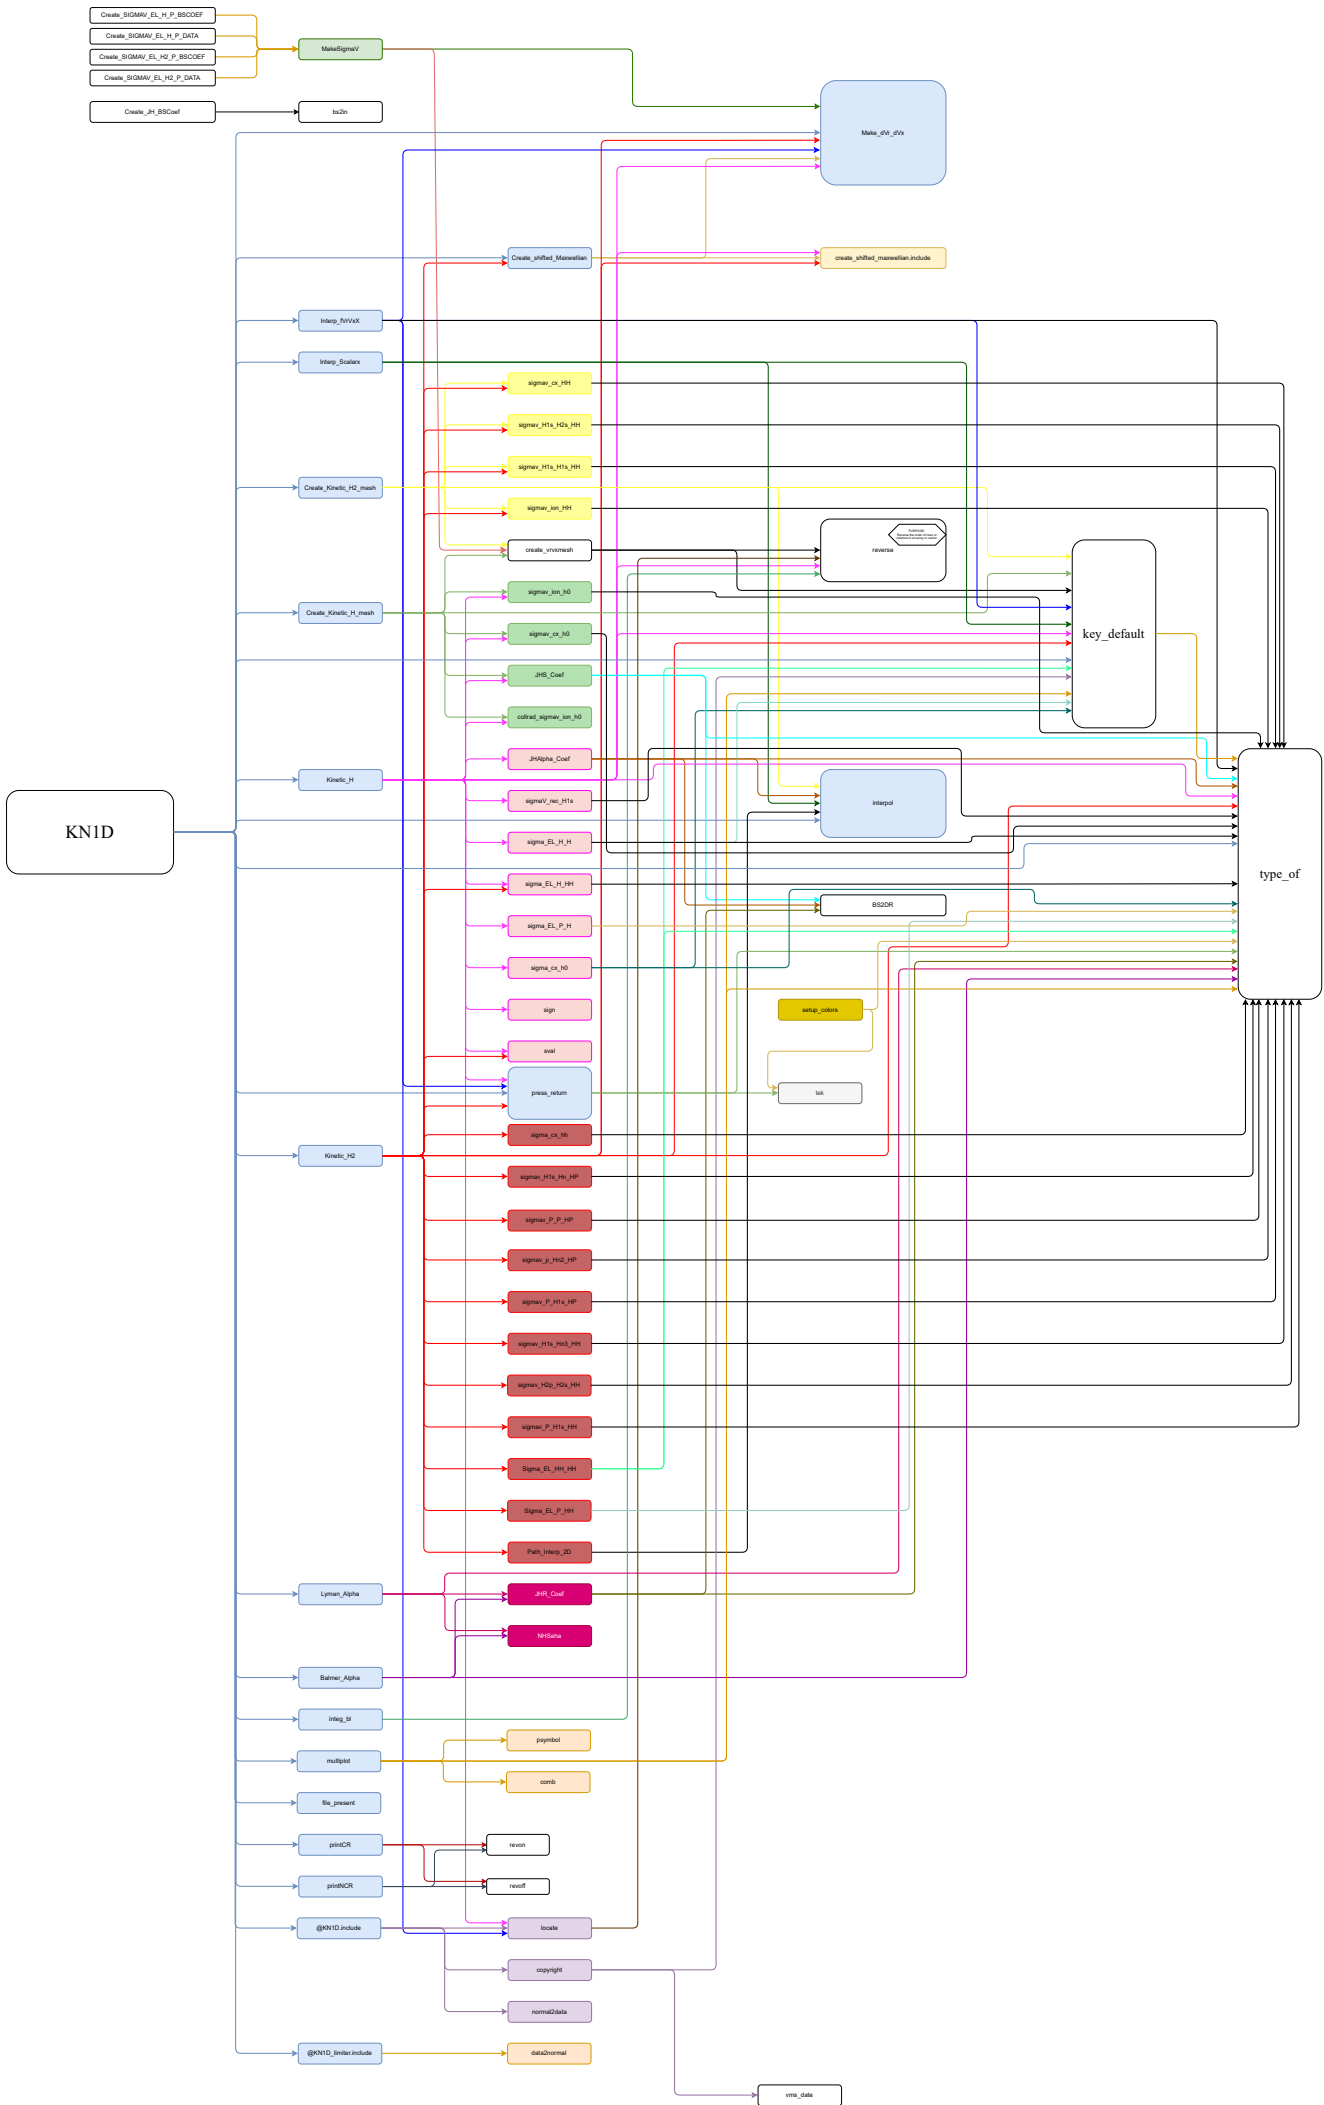 Create_SIGMAV_EL_H_P_BSCOEF
Create_SIGMAV_EL_H_P_DATA
Create_SIGMAV_EL_H2_P_BSCOEF
Create_SIGMAV_EL_H2_P_DATA
MakeSigmaV
Create_JH_BSCoef
bs2in
Make_dVr_dVx
Create_shifted_Maxwellian
create_shifted_maxwellian.include
Interp_fVrVxX
Interp_Scalarx
sigmav_cx_HH
sigmav_H1s_H2s_HH
sigmav_H1s_H1s_HH
Create_Kinetic_H2_mesh
sigmav_ion_HH
create_vrvxmesh
reverse
sigmav_ion_h0
Create_Kinetic_H_mesh
sigmav_cx_h0
key_default
JHS_Coef
collrad_sigmav_ion_h0
JHAlpha_Coef
Kinetic_H
sigmaV_rec_H1s
interpol
KN1D
sigma_EL_H_H
type_of
sigma_EL_H_HH
BS2DR
sigma_EL_P_H
sigma_cx_h0
sign
setup_colors
sval
press_return
tek
sigma_cx_hh
Kinetic_H2
sigmav_H1s_Hn_HP
sigmav_P_P_HP
sigmav_p_Hn2_HP
sigmav_P_H1s_HP
sigmav_H1s_Hn3_HH
sigmav_H2p_H2s_HH
sigmav_P_H1s_HH
Sigma_EL_HH_HH
Sigma_EL_P_HH
Path_Interp_2D
Lyman_Alpha
JHR_Coef
NHSaha
Balmer_Alpha
integ_bl
psymbol
multiplot
comb
file_present
printCR
revon
printNCR
revoff
@KN1D.include
locate
copyright
normal2data
@KN1D_limiter.include
data2normal
vms_date